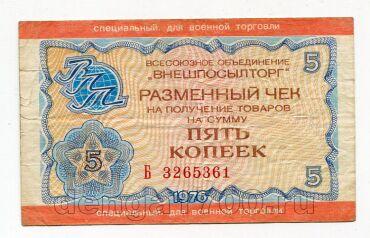 специальный для военной торговли
ВСЕСОЮЗНОЕ ОБЪЕДИНЕНИЕ
„ВНЕШПОСЫЛТОРГ"
РАЗМЕННЫЙ ЧЕК
НА ПОЛУЧЕНИЕ ТОВАРОВ
НА СУММУ
ПЯТЬ
КОПЕЕК
ВПТ
5
5
5
Б 3265361
1976
специальный для военной торговли